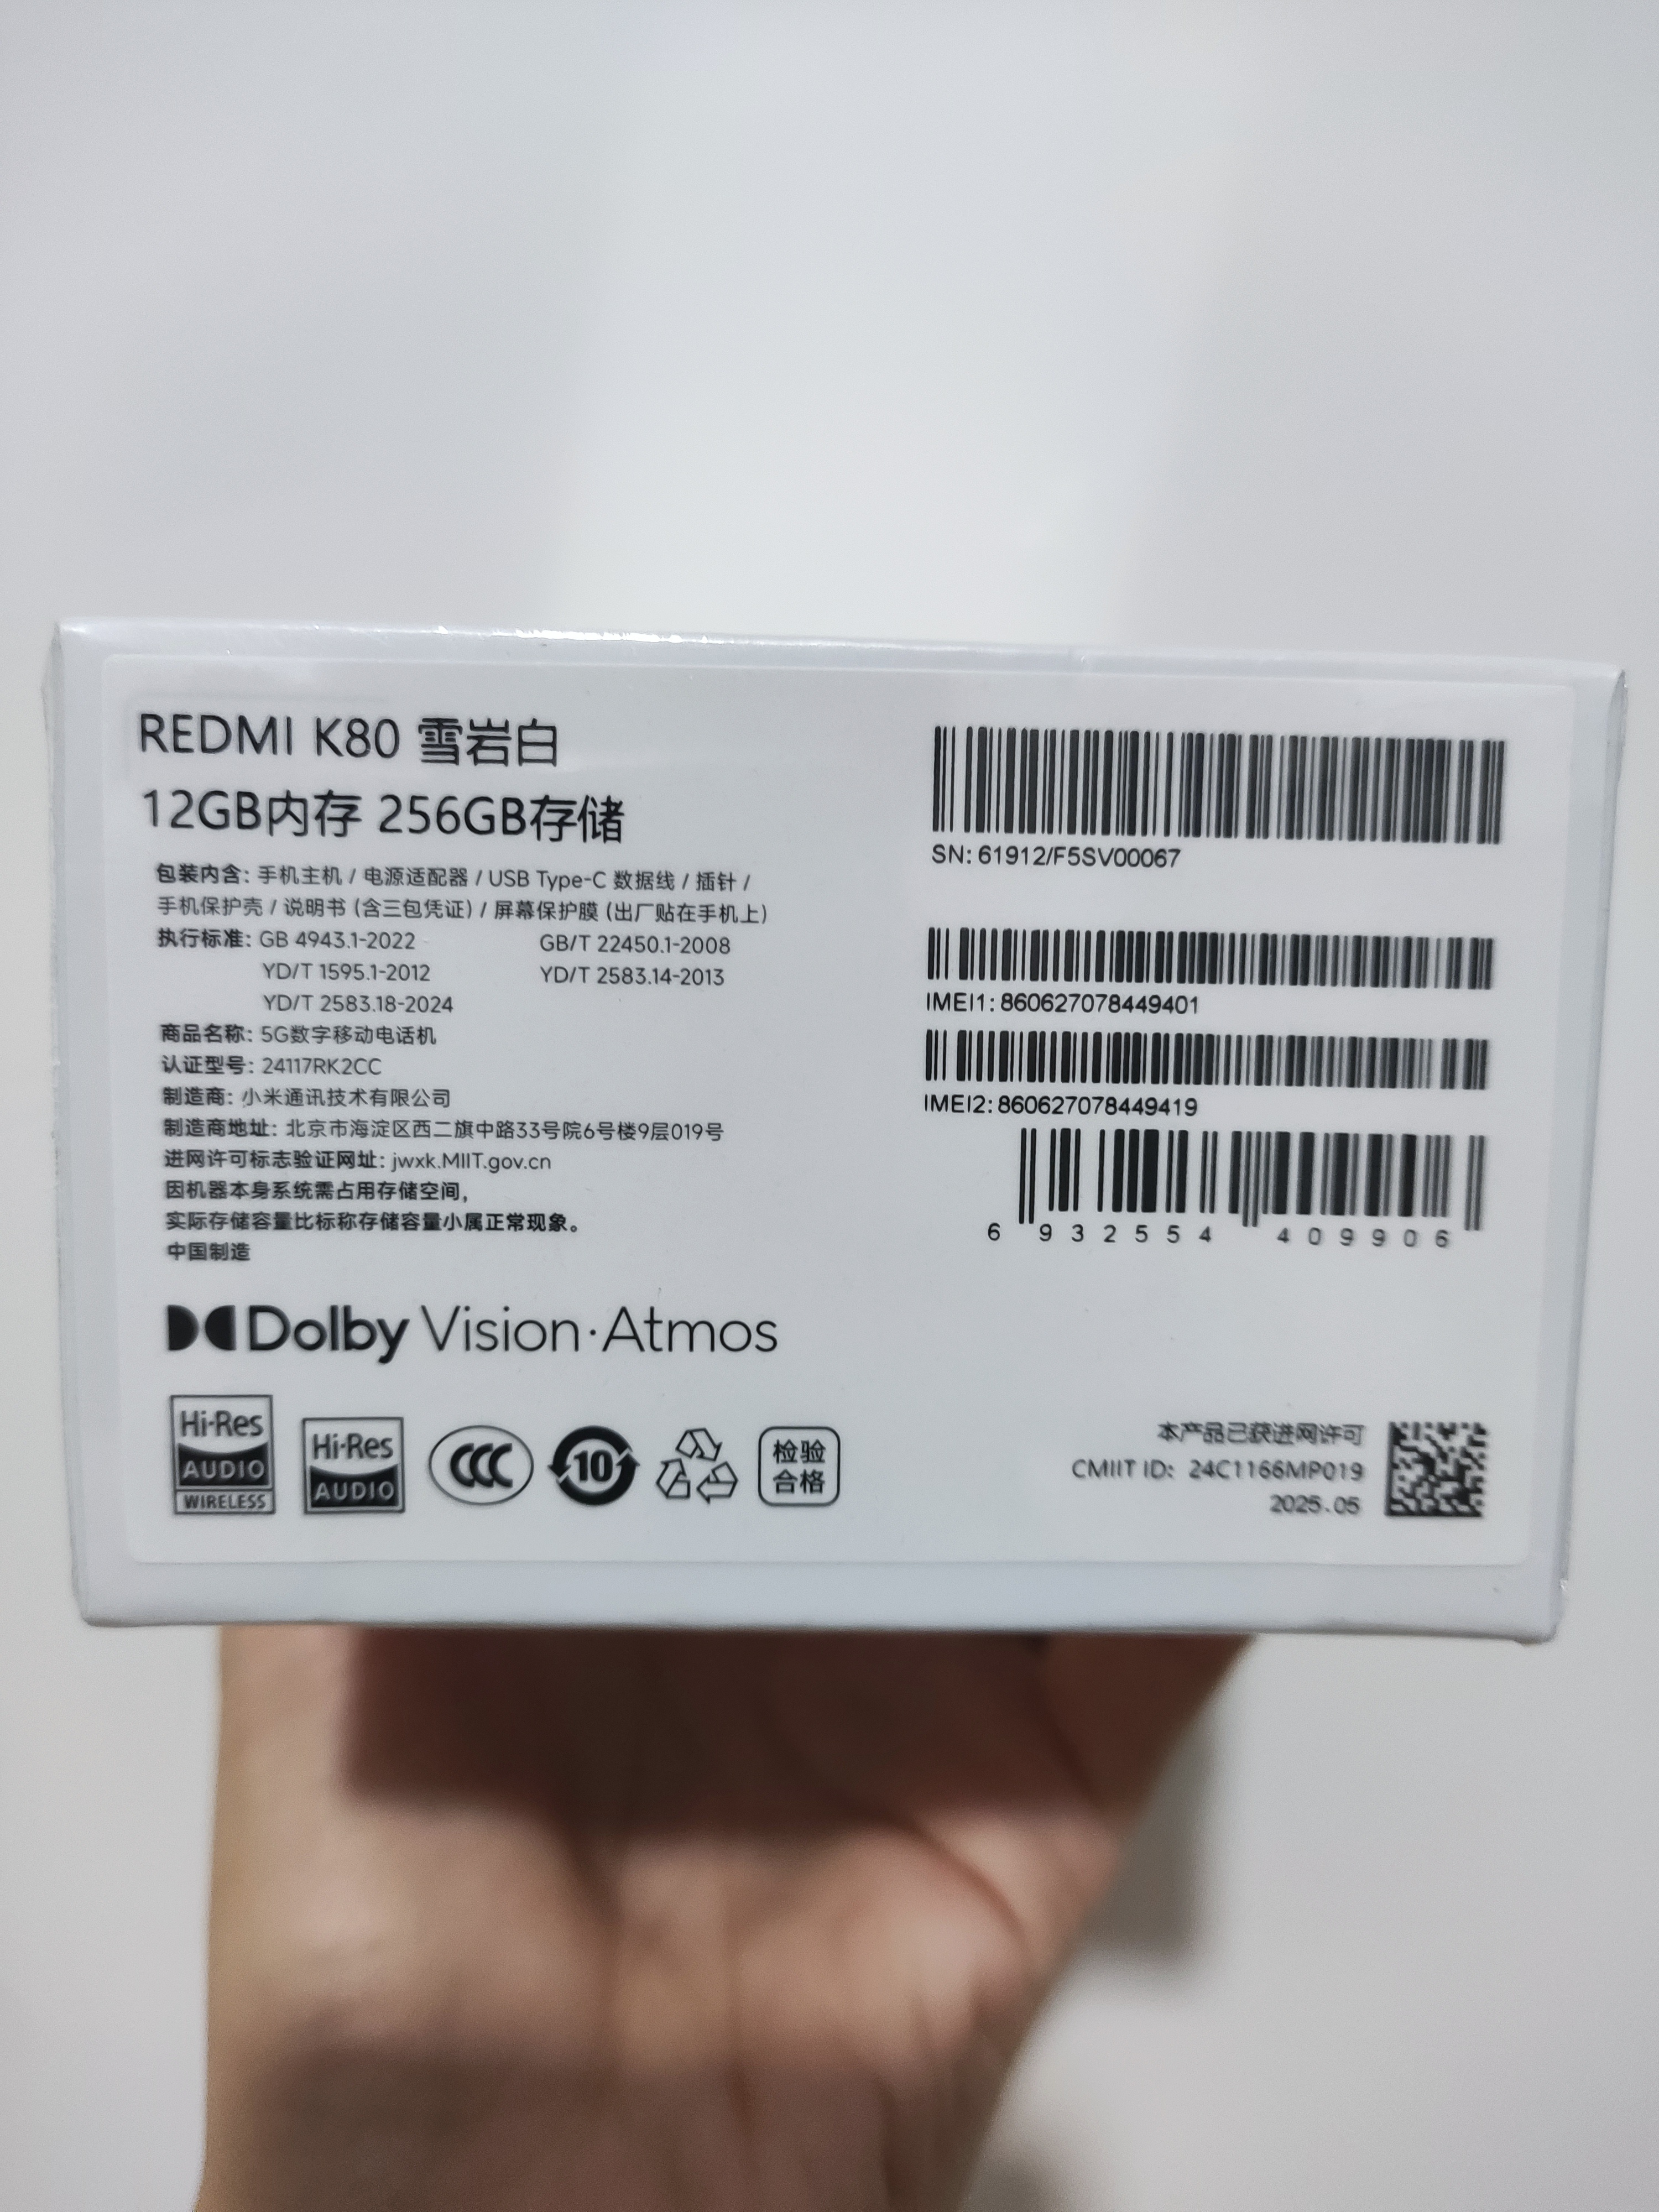 REDMI K80 雪岩白
12GB内存 256GB存储
包装内含: 手机主机 / 电源适配器 / USB Type-C 数据线 / 插针 /
手机保护壳 / 说明书 (含三包凭证) / 屏幕保护膜 (出厂贴在手机上)
执行标准: GB 4943.1-2022 GB/T 22450.1-2008
YD/T 1595.1-2012 YD/T 2583.14-2013
YD/T 2583.18-2024
商品名称: 5G数字移动电话机
认证型号: 24117RK2CC
制造商: 小米通讯技术有限公司
制造商地址: 北京市海淀区西二旗中路33号院6号楼9层019号
进网许可标志验证网址: jwxk.MIIT.gov.cn
因机器本身系统需占用存储空间,
实际存储容量比标称存储容量小属正常现象。
中国制造
Dolby Vision·Atmos
Hi-Res
AUDIO
WIRELESS
Hi-Res
AUDIO
CCC
10
检验
合格
SN: 61912/F5SV00067
IMEI1: 860627078449401
IMEI2: 860627078449419
6 932554 409906
本产品已获进网许可
CMIIT ID: 24C1166MP019
2025.05